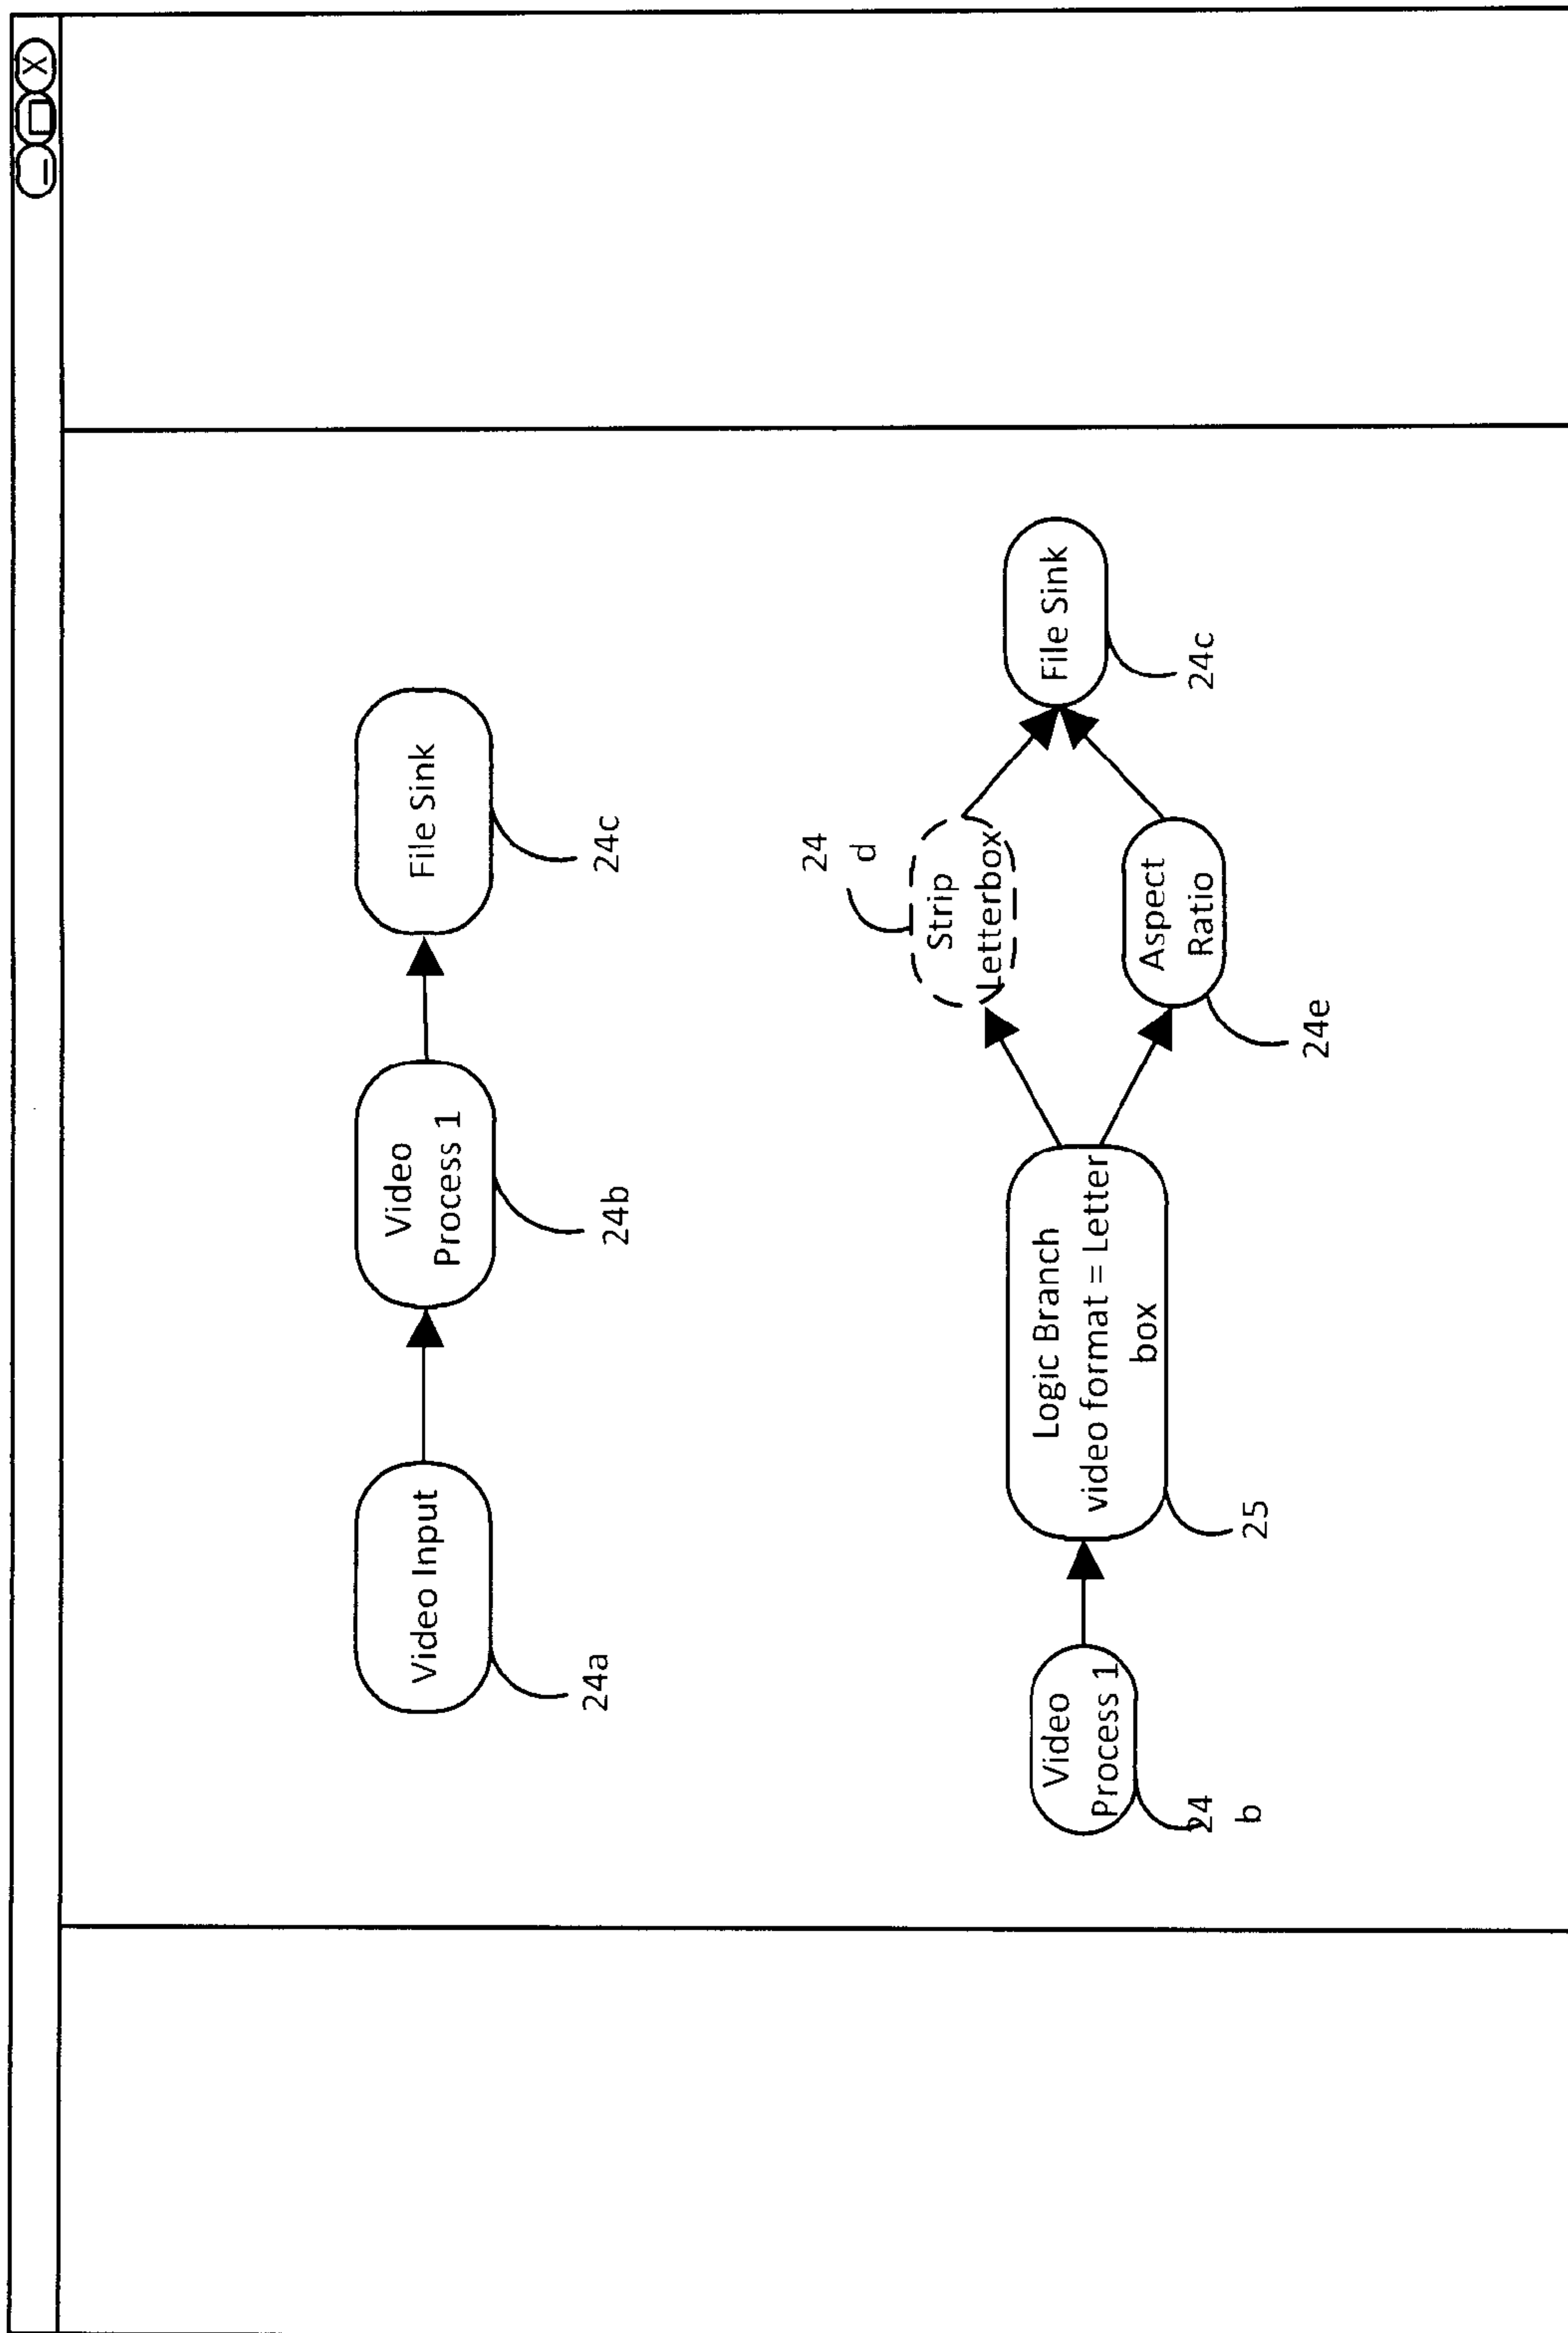 X
Video Input
24a
Video
Process 1
24b
File Sink
24c
Video
Process 1
24
b
Logic Branch
video format = Letter
box
25
Strip
Letterbox
24
d
Aspect
Ratio
24e
File Sink
24c